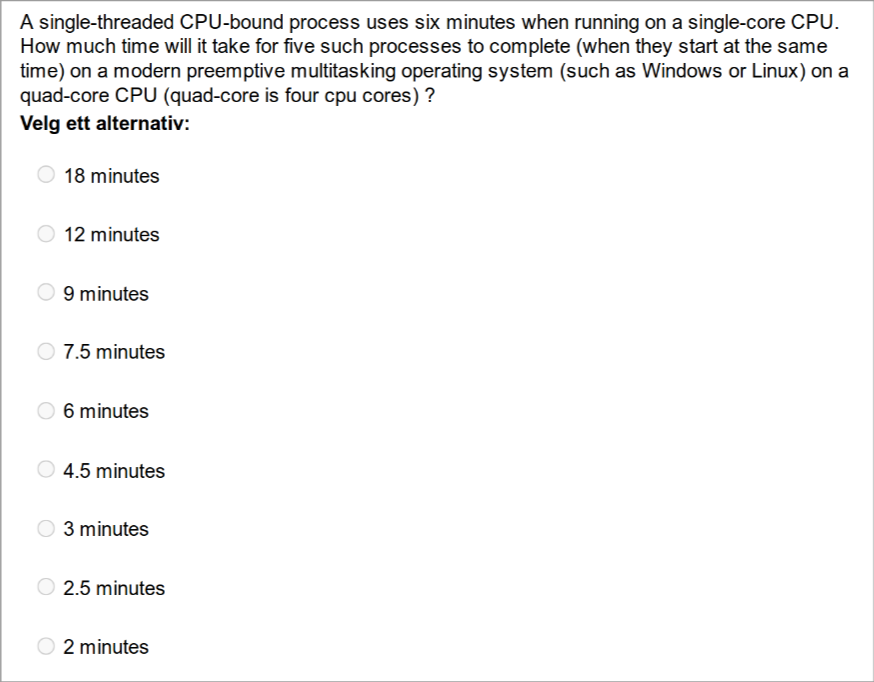 A single-threaded CPU-bound process uses six minutes when running on a single-core CPU.
How much time will it take for five such processes to complete (when they start at the same
time) on a modern preemptive multitasking operating system (such as Windows or Linux) on a
quad-core CPU (quad-core is four cpu cores) ?
Velg ett alternativ:
18 minutes
12 minutes
9 minutes
7.5 minutes
6 minutes
4.5 minutes
3 minutes
2.5 minutes
2 minutes